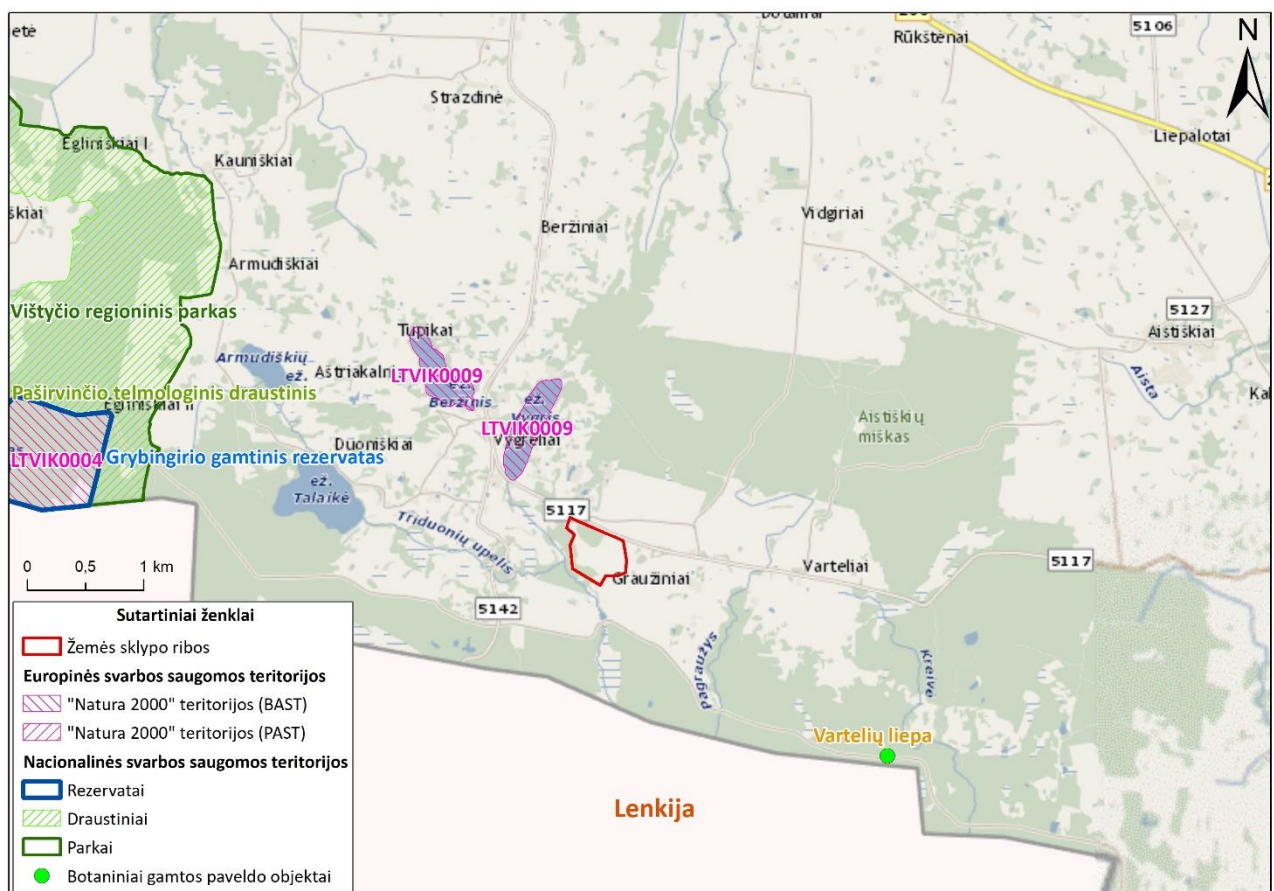 5106
N
Rūkštėnai
Strazdinė
Liepalotai
Egliniškiai I
Kauniškiai
Vidgiriai
Beržiniai
Armudiškiai
Vištyčio regioninis parkas
5127
Aistiškiai
Tupikai
Armudiškių
ež.
LTVIK0009
ež.
Beržinis
Aista
Paširvinčio telmologinis draustinis
ež.
Vygris
Aistiškių
miškas
LTVIK0009
Vygreliai
Duoniškiai
LTVIK0004
Grybingirio gamtinis rezervatas
ež.
Talaikė
5117
Triduonių upelis
Varteliai
5117
0 0,5 1 km
Graužiniai
5142
Sutartiniai ženklai
Žemės sklypo ribos
Europinės svarbos saugomos teritorijos
"Natura 2000" teritorijos (BAST)
"Natura 2000" teritorijos (PAST)
Nacionalinės svarbos saugomos teritorijos
Rezervatai
Draustiniai
Parkai
Botaniniai gamtos paveldo objektai
Pagraužys
Kreivė
Vartelių liepa
Lenkija